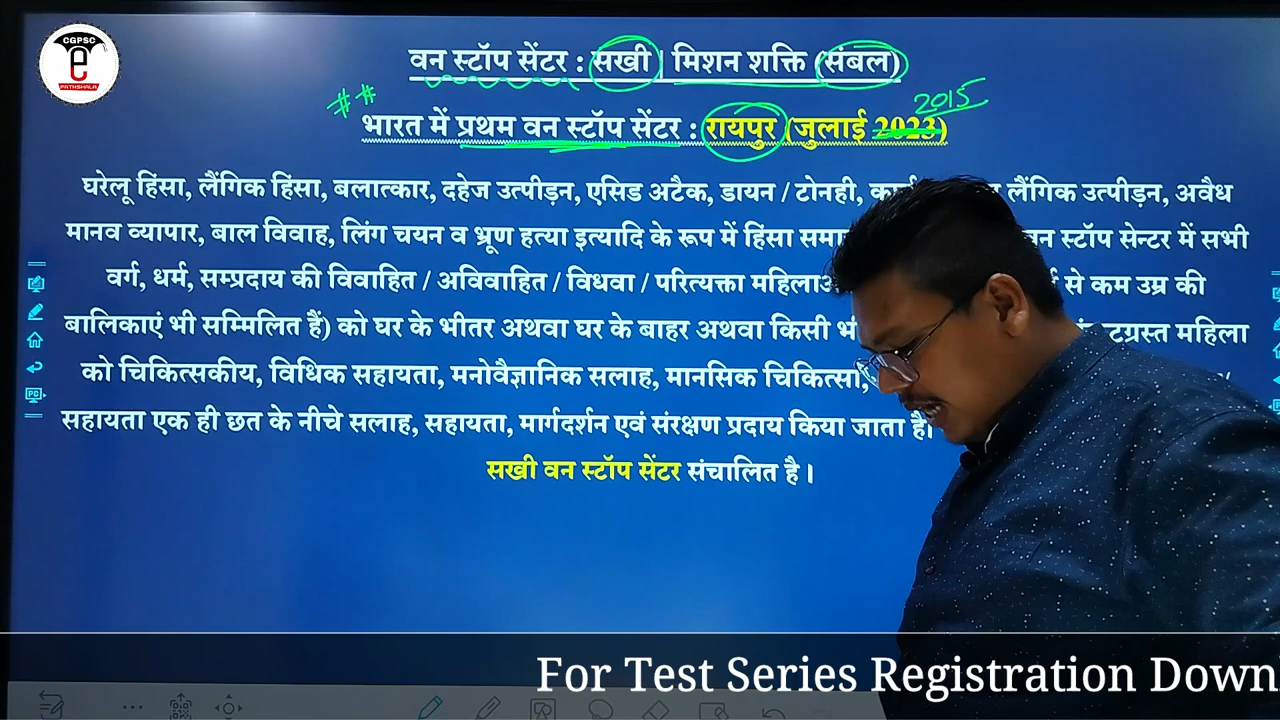 CGPSC
e
PATHSHALA
वन स्टॉप सेंटर : सखी | मिशन शक्ति (संबल)
## 2015
भारत में प्रथम वन स्टॉप सेंटर : रायपुर (जुलाई 2023)
घरेलू हिंसा, लैंगिक हिंसा, बलात्कार, दहेज उत्पीड़न, एसिड अटैक, डायन / टोनही, लैंगिक उत्पीड़न, अवैध
मानव व्यापार, बाल विवाह, लिंग चयन व भ्रूण हत्या इत्यादि के रूप में हिंसा वन स्टॉप सेन्टर में सभी
वर्ग, धर्म, सम्प्रदाय की विवाहित / अविवाहित / विधवा / परित्यक्ता से कम उम्र की
बालिकाएं भी सम्मिलित हैं) को घर के भीतर अथवा घर के बाहर अथवा किसी महिला
को चिकित्सकीय, विधिक सहायता, मनोवैज्ञानिक सलाह, मानसिक चिकित्सा,
सहायता एक ही छत के नीचे सलाह, सहायता, मार्गदर्शन एवं संरक्षण प्रदाय किया जाता है।
सखी वन स्टॉप सेंटर संचालित है।
For Test Series Registration Down